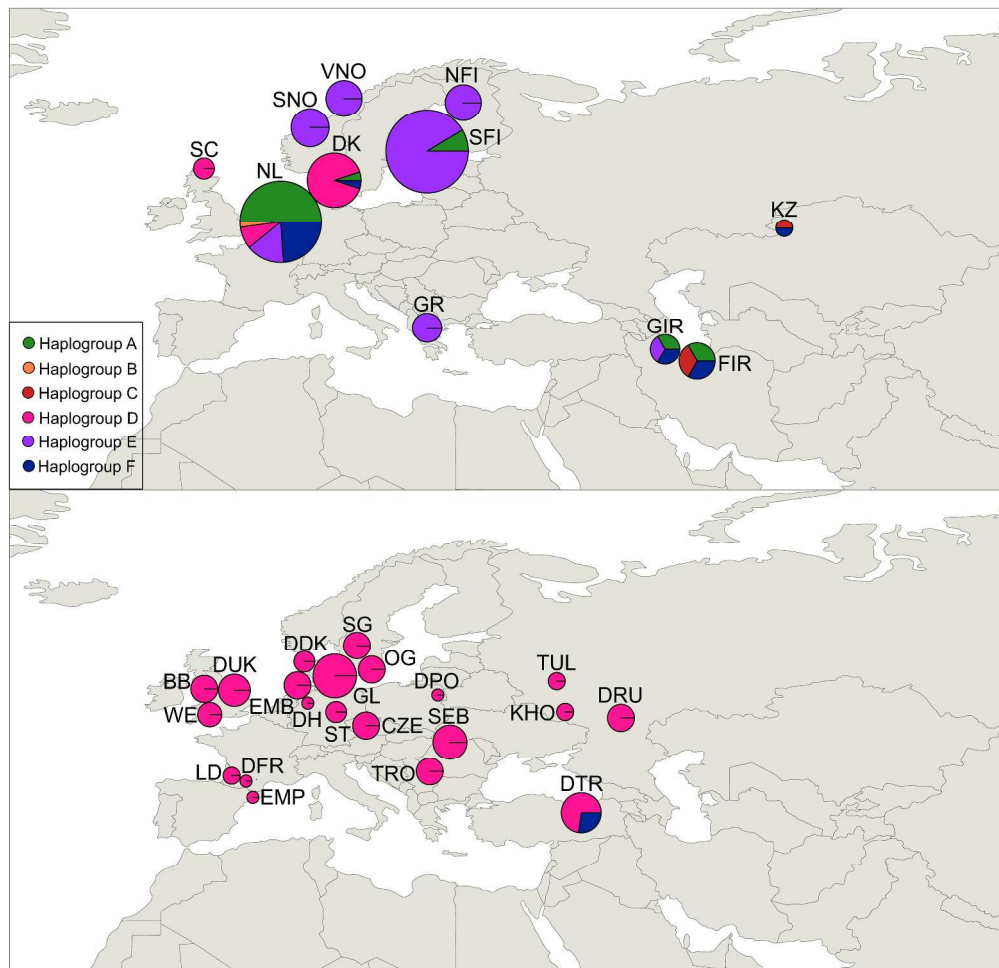 VNO
NFI
SNO
SFI
DK
SC
NL
KZ
GR
GIR
FIR
Haplogroup A
Haplogroup B
Haplogroup C
Haplogroup D
Haplogroup E
Haplogroup F
SG
DDK
OG
TUL
DUK
BB
DPO
DRU
EMB
GL
KHO
WE
DH
SEB
ST
CZE
LD
DFR
TRO
DTR
EMP